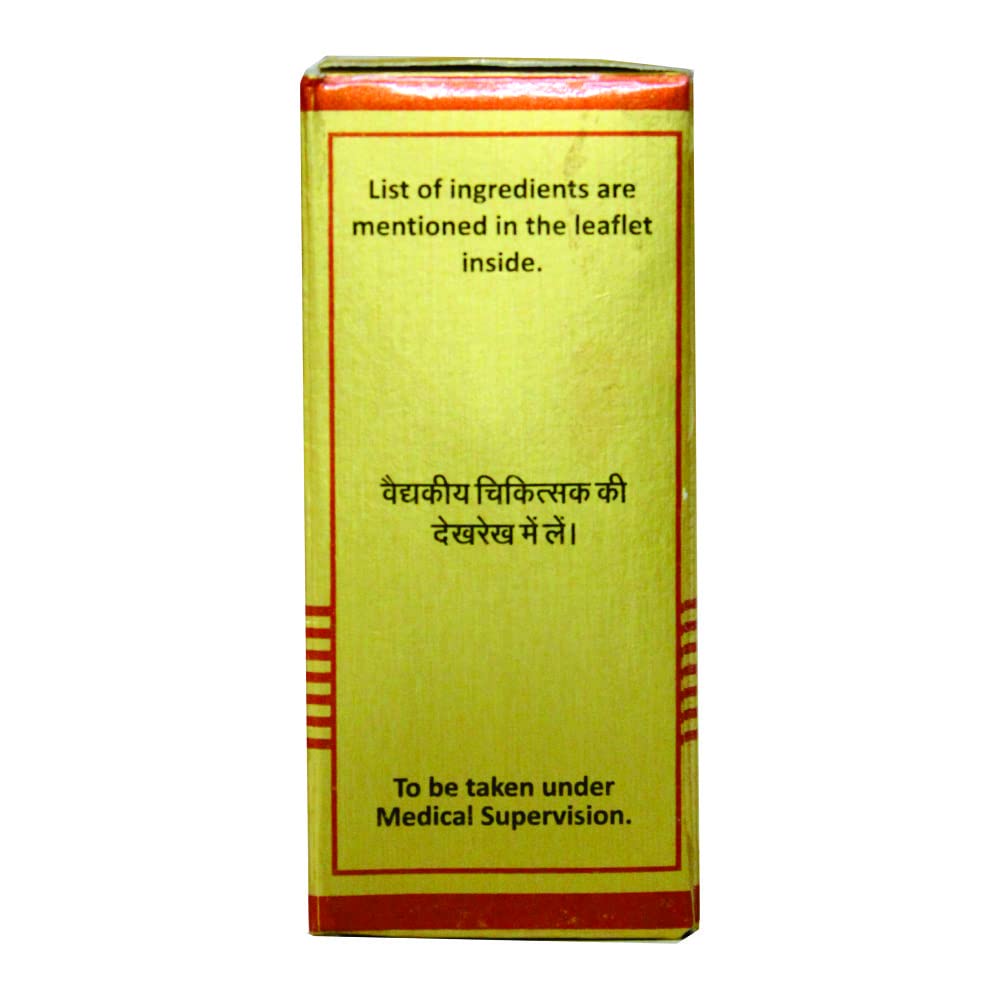 List of ingredients are
mentioned in the leaflet
inside.
वैद्यकीय चिकित्सक की
देखरेख में लें।
To be taken under
Medical Supervision.